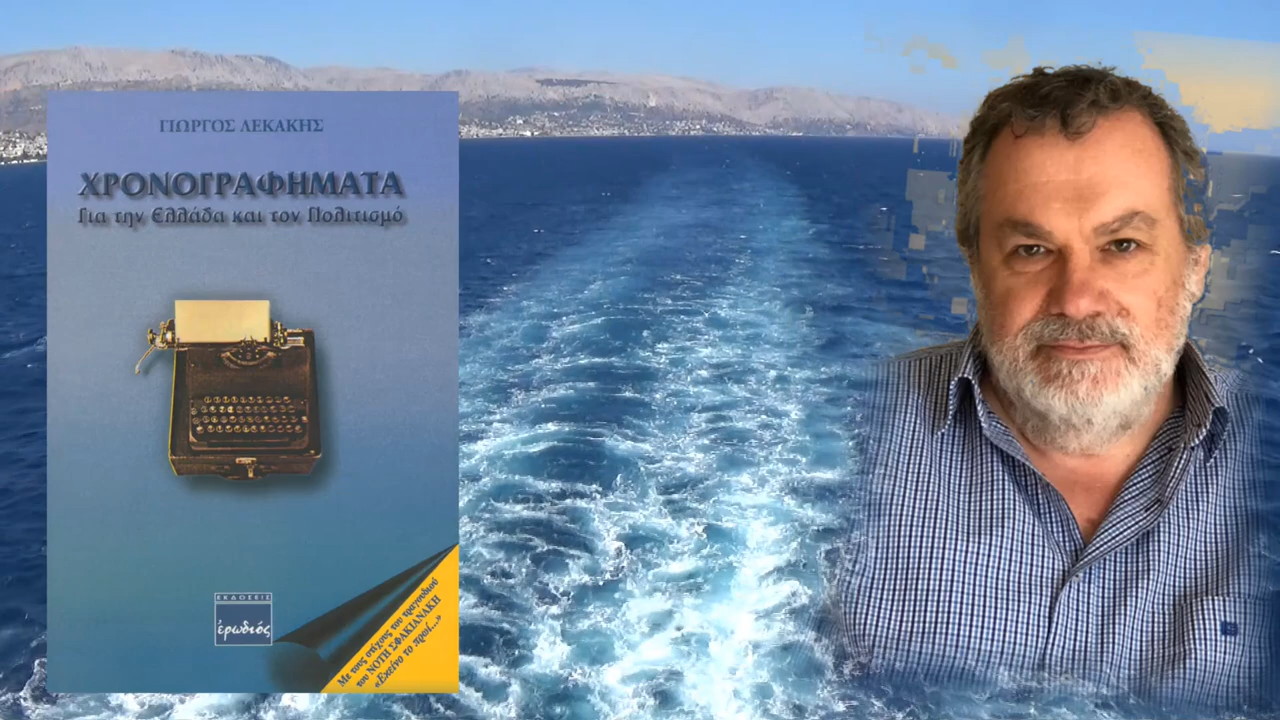 ΓΙΩΡΓΟΣ ΛΕΚΑΚΗΣ
ΧΡΟΝΟΓΡΑΦΗΜΑΤΑ
Για την Ελλάδα και τον Πολιτισμό
ΕΚΔΟΣΕΙΣ
ἐρωδιός
Με τους στίχους του τραγουδιού
του ΝΟΤΗ ΣΦΑΚΙΑΝΑΚΗ
«Εκείνο το πρωί...»